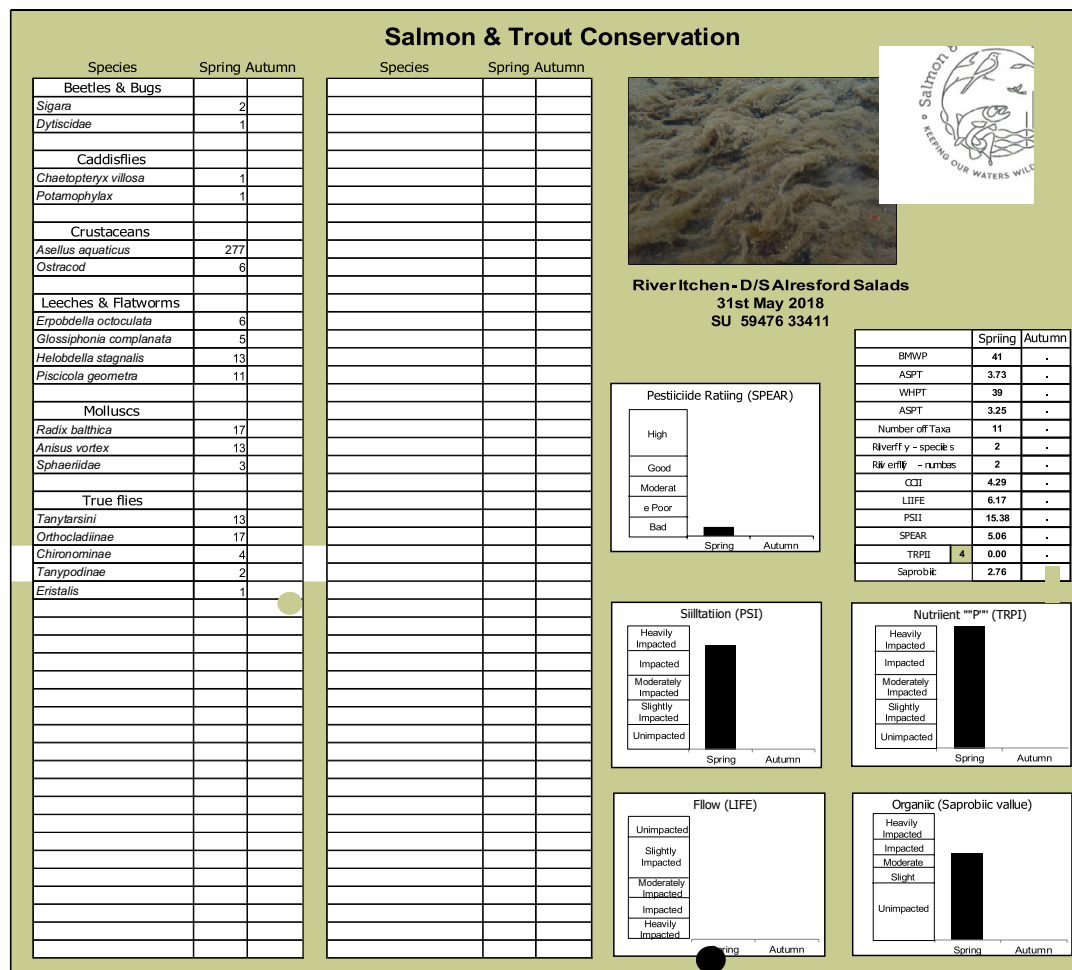 Salmon & Trout Conservation
Species Spring Autumn
Beetles & Bugs
Sigara 2
Dytiscidae 1
Caddisflies
Chaetopteryx villosa 1
Potamophylax 1
Crustaceans
Asellus aquaticus 277
Ostracod 6
Leeches & Flatworms
Erpobdella octoculata 6
Glossiphonia complanata 5
Helobdella stagnalis 13
Piscicola geometra 11
Molluscs
Radix balthica 17
Anisus vortex 13
Sphaeriidae 3
True flies
Tanytarsini 13
Orthocladiinae 17
Chironominae 4
Tanypodinae 2
Eristalis 1
Species Spring Autumn
Salmon &
KEEPING OUR WATERS WILD
River Itchen - D/S Alresford Salads
31st May 2018
SU 59476 33411
Spriing Autumn
BMWP 41 .
ASPT 3.73 .
WHPT 39 .
ASPT 3.25 .
Number off Taxa 11 .
2 .
2 .
CCII 4.29 .
LIIFE 6.17 .
PSII 15.38 .
SPEAR 5.06 .
TRPII 4 0.00 .
Saprobiic 2.76
Pestiiciide Ratiing (SPEAR)
High
Good
Moderat
e Poor
Bad
Spring Autumn
Siilltatiion (PSI)
Heavily
Impacted
Impacted
Moderately
Impacted
Slightly
Impacted
Unimpacted
Spring Autumn
Nutriient ""P"" (TRPI)
Heavily
Impacted
Impacted
Moderately
Impacted
Slightly
Impacted
Unimpacted
Spring Autumn
Fllow (LIFE)
Unimpacted
Slightly
Impacted
Moderately
Impacted
Impacted
Heavily
Impacted
ring Autumn
Organiic (Saprobiic vallue)
Heavily
Impacted
Impacted
Moderate
Slight
Unimpacted
Spring Autumn